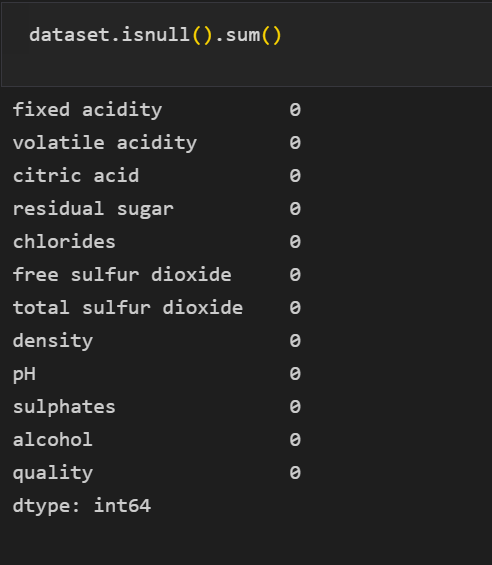 dataset.isnull().sum()
fixed acidity 0
volatile acidity 0
citric acid 0
residual sugar 0
chlorides 0
free sulfur dioxide 0
total sulfur dioxide 0
density 0
pH 0
sulphates 0
alcohol 0
quality 0
dtype: int64